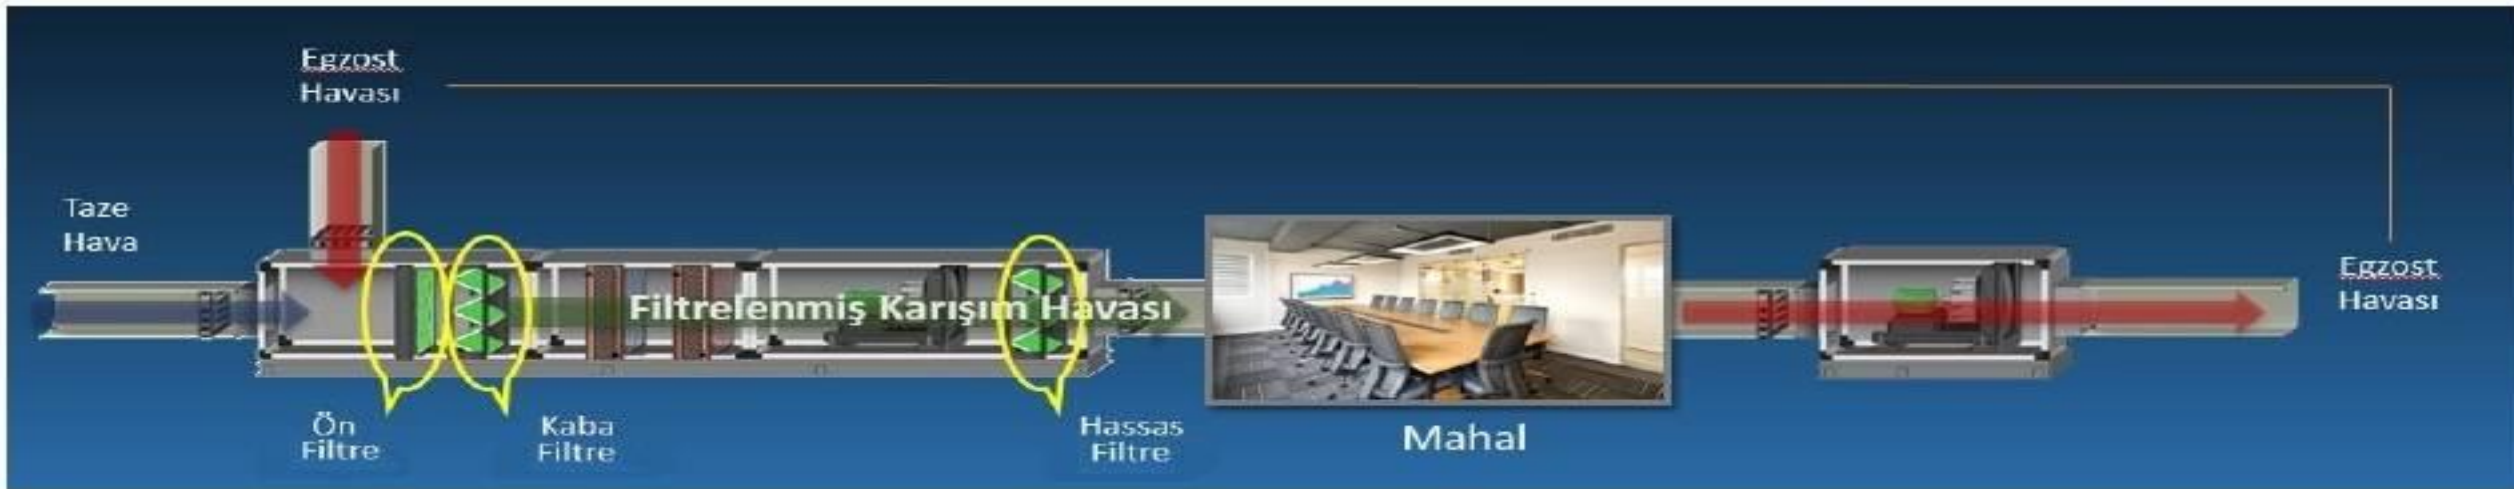 Egzost
Havası
Taze
Hava
Filtrelenmiş Karışım Havası
Egzost
Havası
Ön
Filtre
Kaba
Filtre
Hassas
Filtre
Mahal